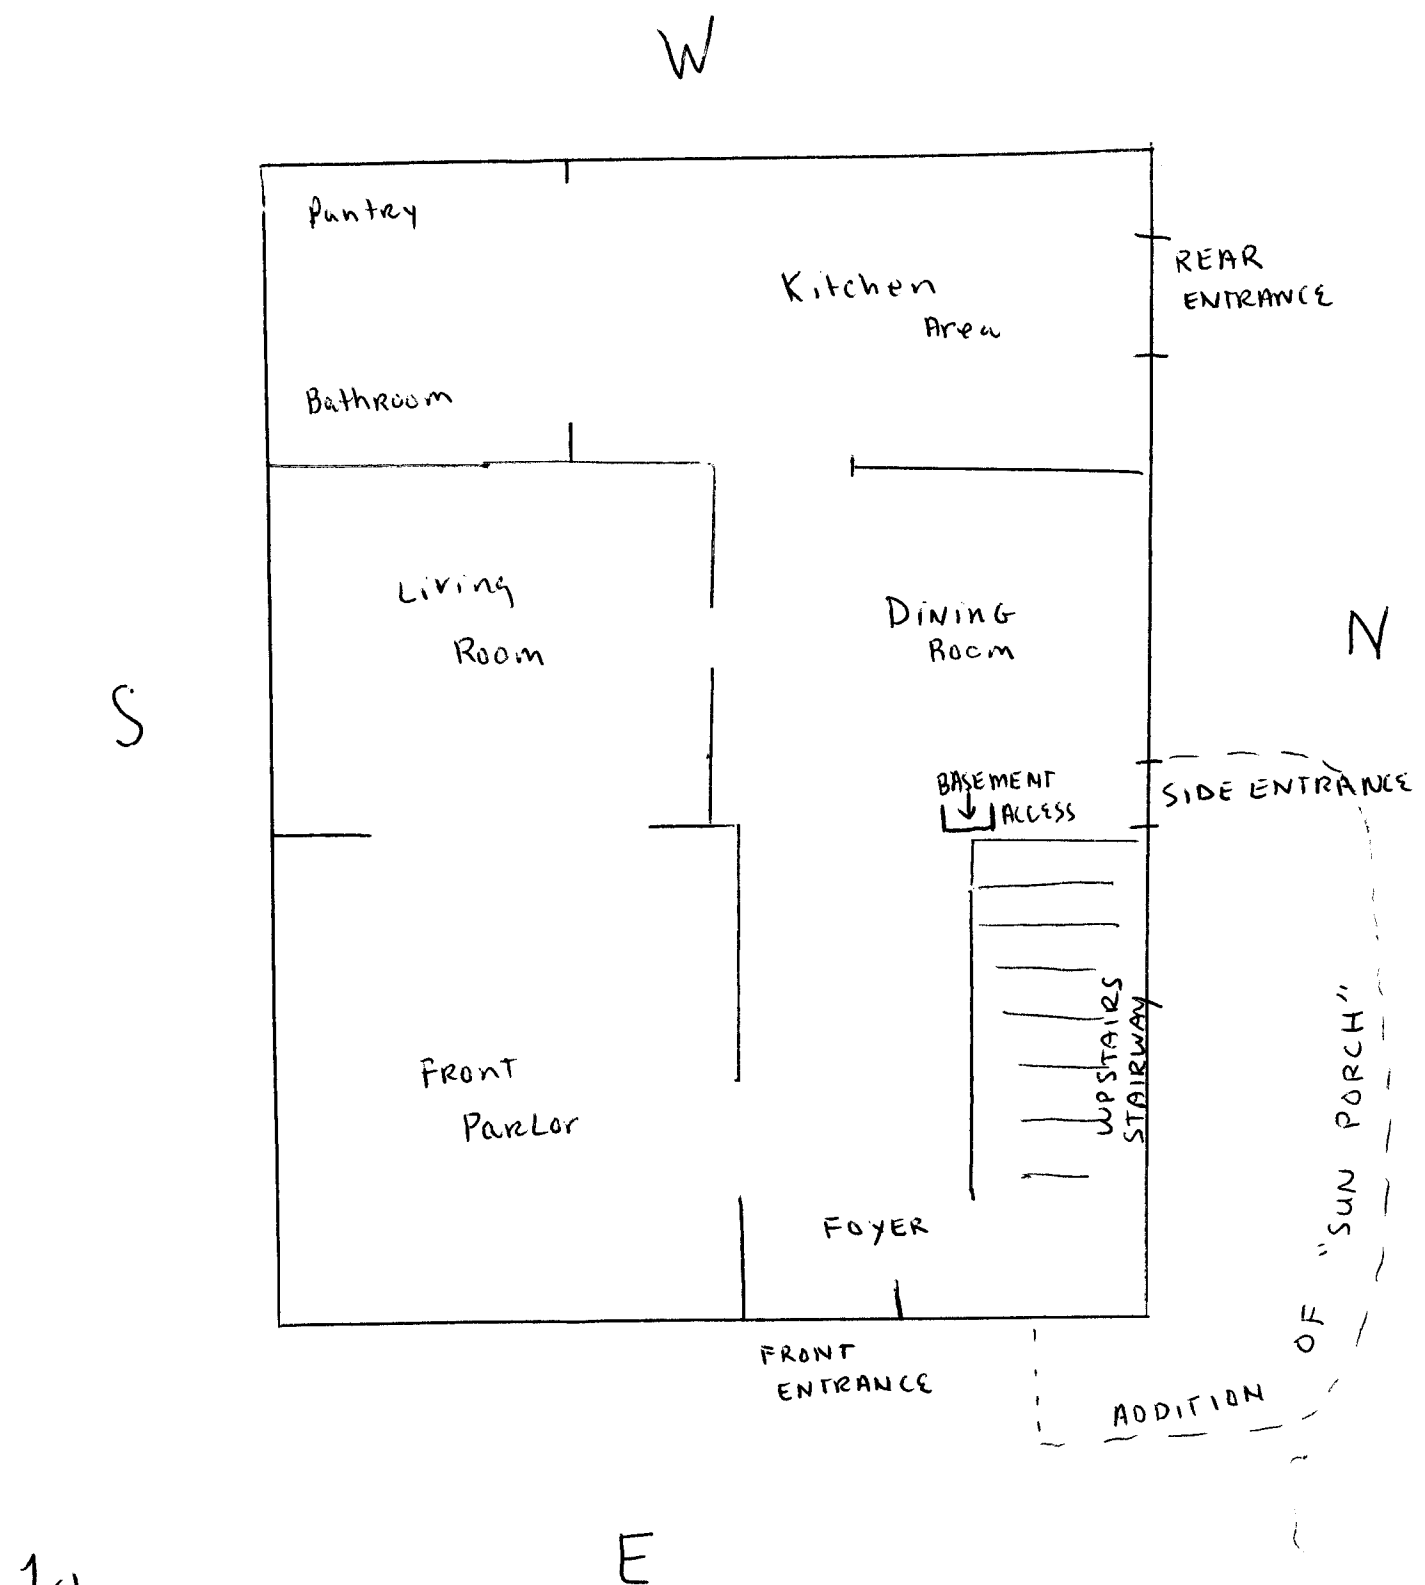 W
Pantry
REAR
ENTRANCE
Kitchen
Area
Bathroom
Living
Room
DINING
ROOM
N
S
BASEMENT
ACCESS
SIDE ENTRANCE
UPSTAIRS
STAIRWAY
FRONT
PARLOR
FOYER
FRONT
ENTRANCE
ADDITION OF "SUN PORCH"
E